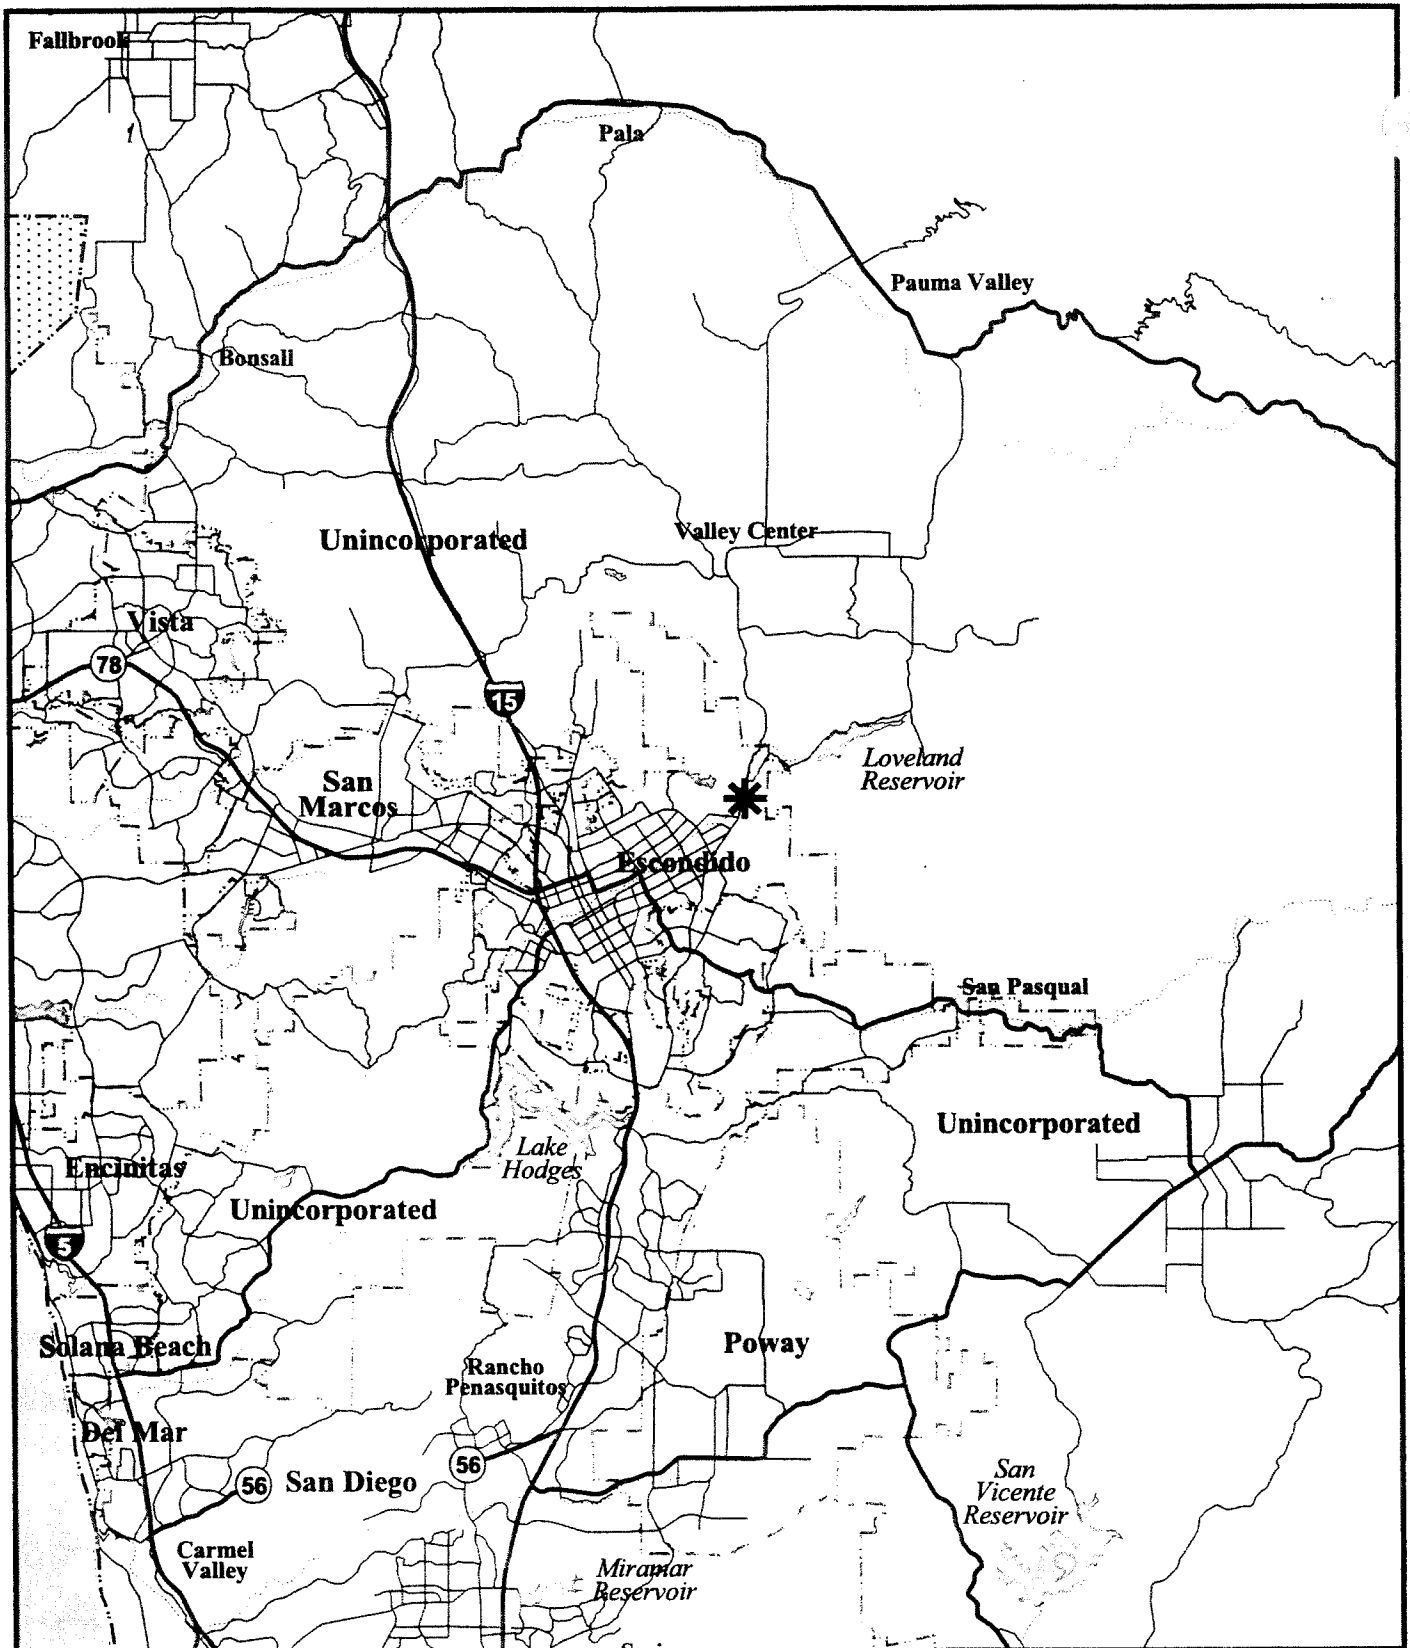 Fallbrook
Pala
Pauma Valley
Bonsall
Unincorporated
Valley Center
Vista
78
15
Loveland
Reservoir
San
Marcos
Escondido
San Pasqual
Unincorporated
Lake
Hodges
Encinitas
Unincorporated
5
Solana Beach
Poway
Rancho
Penasquitos
Del Mar
56
56
San Diego
San
Vicente
Reservoir
Carmel
Valley
Miramar
Reservoir